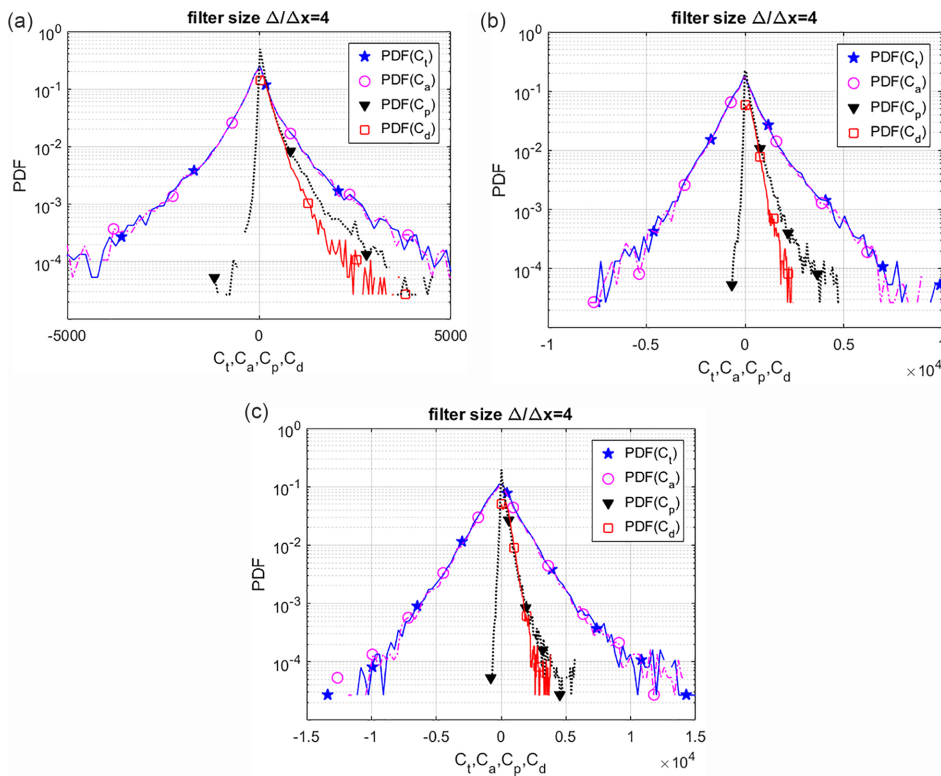 (a)
filter size Δ/Δx=4
PDF
10^0
10^-1
10^-2
10^-3
10^-4
-5000 0 5000
C_t,C_a,C_p,C_d
PDF(C_t)
PDF(C_a)
PDF(C_p)
PDF(C_d)
(b)
filter size Δ/Δx=4
PDF
10^0
10^-1
10^-2
10^-3
10^-4
-1 -0.5 0 0.5 1
C_t,C_a,C_p,C_d
×10^4
PDF(C_t)
PDF(C_a)
PDF(C_p)
PDF(C_d)
(c)
filter size Δ/Δx=4
PDF
10^0
10^-1
10^-2
10^-3
10^-4
-1.5 -1 -0.5 0 0.5 1 1.5
C_t,C_a,C_p,C_d
×10^4
PDF(C_t)
PDF(C_a)
PDF(C_p)
PDF(C_d)